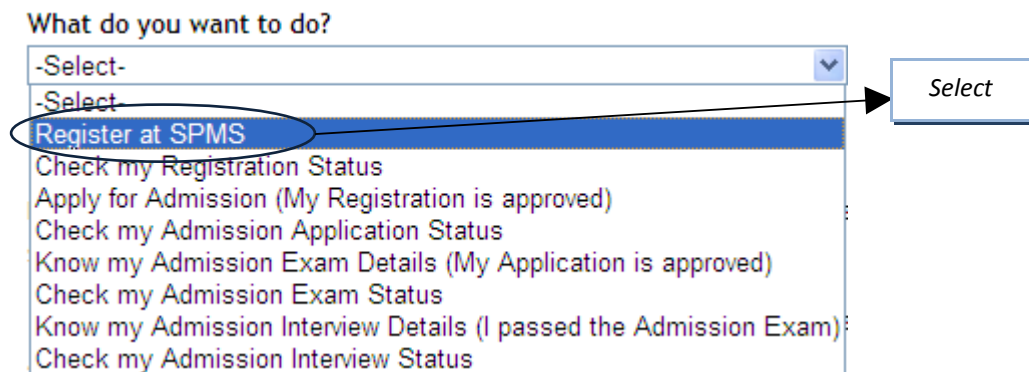 What do you want to do?
-Select-
Select
-Select-
Register at SPMS
Check my Registration Status
Apply for Admission (My Registration is approved)
Check my Admission Application Status
Know my Admission Exam Details (My Application is approved)
Check my Admission Exam Status
Know my Admission Interview Details (I passed the Admission Exam)
Check my Admission Interview Status